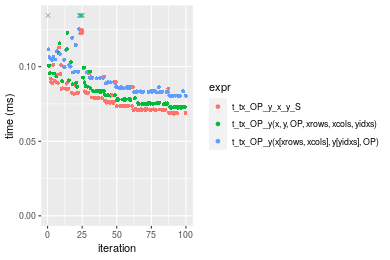 0.10
0.05
0.00
time (ms)
0
25
50
75
100
iteration
expr
t_tx_OP_y_x_y_S
t_tx_OP_y(x, y, OP, xrows, xcols, yidxs)
t_tx_OP_y(x[xrows, xcols], y[yidxs], OP)